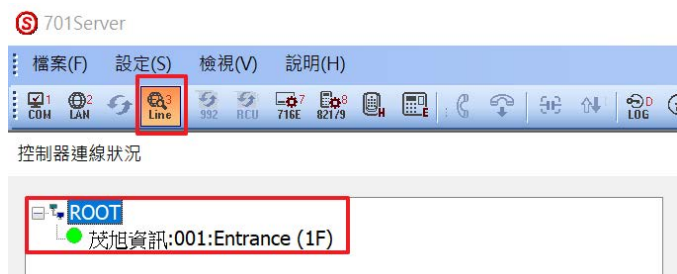 S 701Server
檔案(F) 設定(S) 檢視(V) 說明(H)
1 2 3 7 8 D
COM LAN Line 992 RCU 716E 821/9 H E LOG
控制器連線狀況
ROOT
茂旭資訊:001:Entrance (1F)